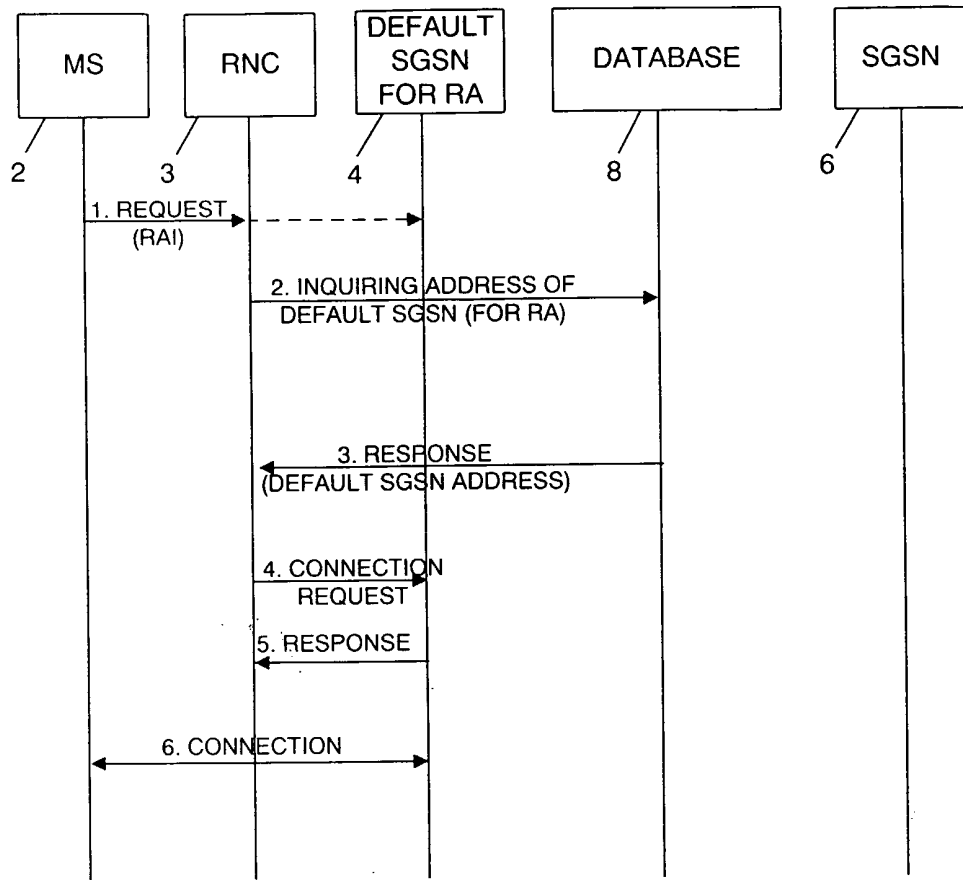 MS
RNC
DEFAULT
SGSN
FOR RA
DATABASE
SGSN
2
3
4
8
6
1. REQUEST
(RAI)
2. INQUIRING ADDRESS OF
DEFAULT SGSN (FOR RA)
3. RESPONSE
(DEFAULT SGSN ADDRESS)
4. CONNECTION
REQUEST
5. RESPONSE
6. CONNECTION